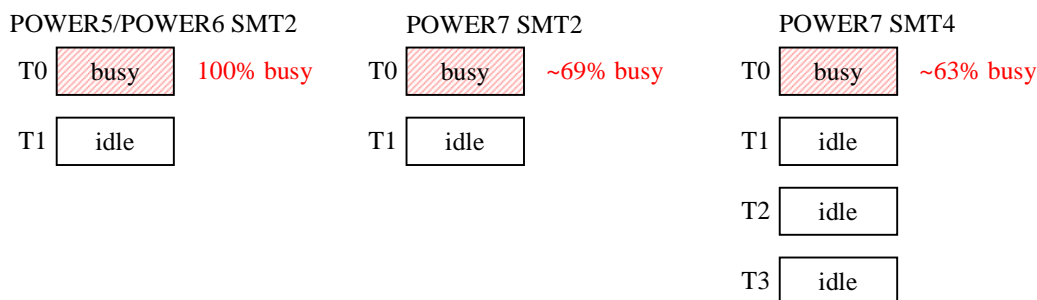 POWER5/POWER6 SMT2
T0 busy 100% busy
T1 idle
POWER7 SMT2
T0 busy ~69% busy
T1 idle
POWER7 SMT4
T0 busy ~63% busy
T1 idle
T2 idle
T3 idle